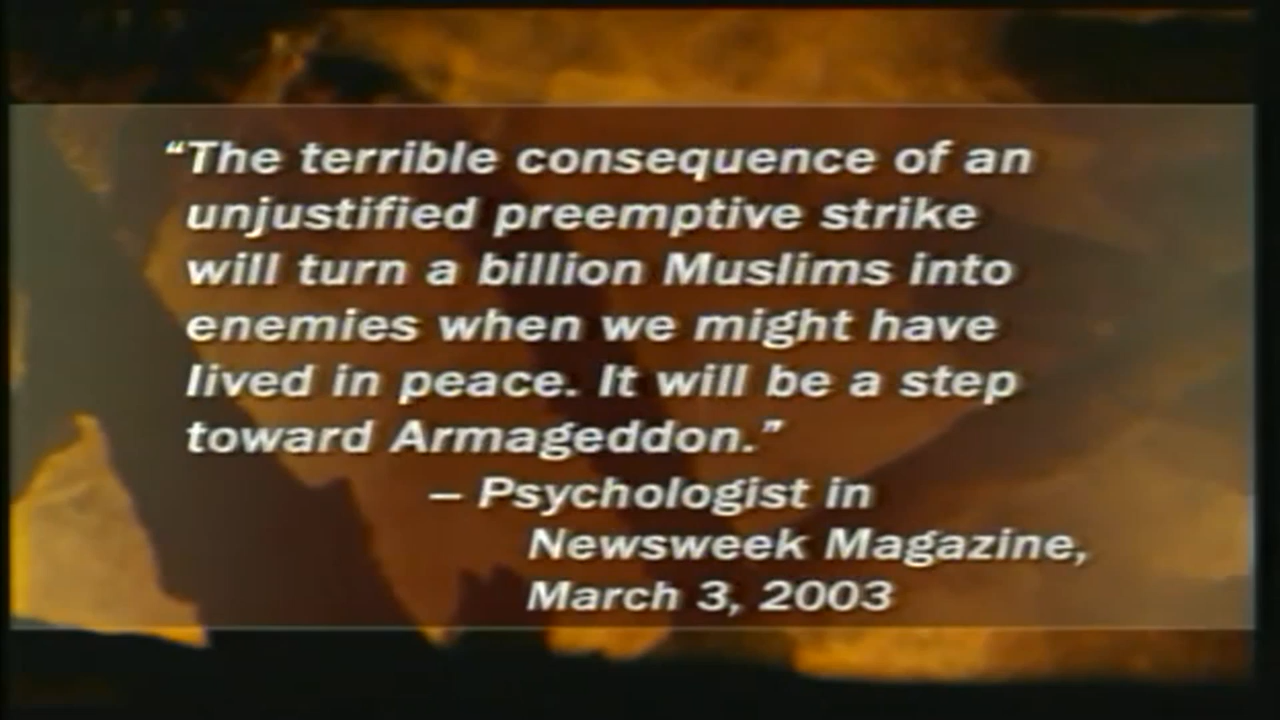 “The terrible consequence of an
unjustified preemptive strike
will turn a billion Muslims into
enemies when we might have
lived in peace. It will be a step
toward Armageddon.”
– Psychologist in
Newsweek Magazine,
March 3, 2003